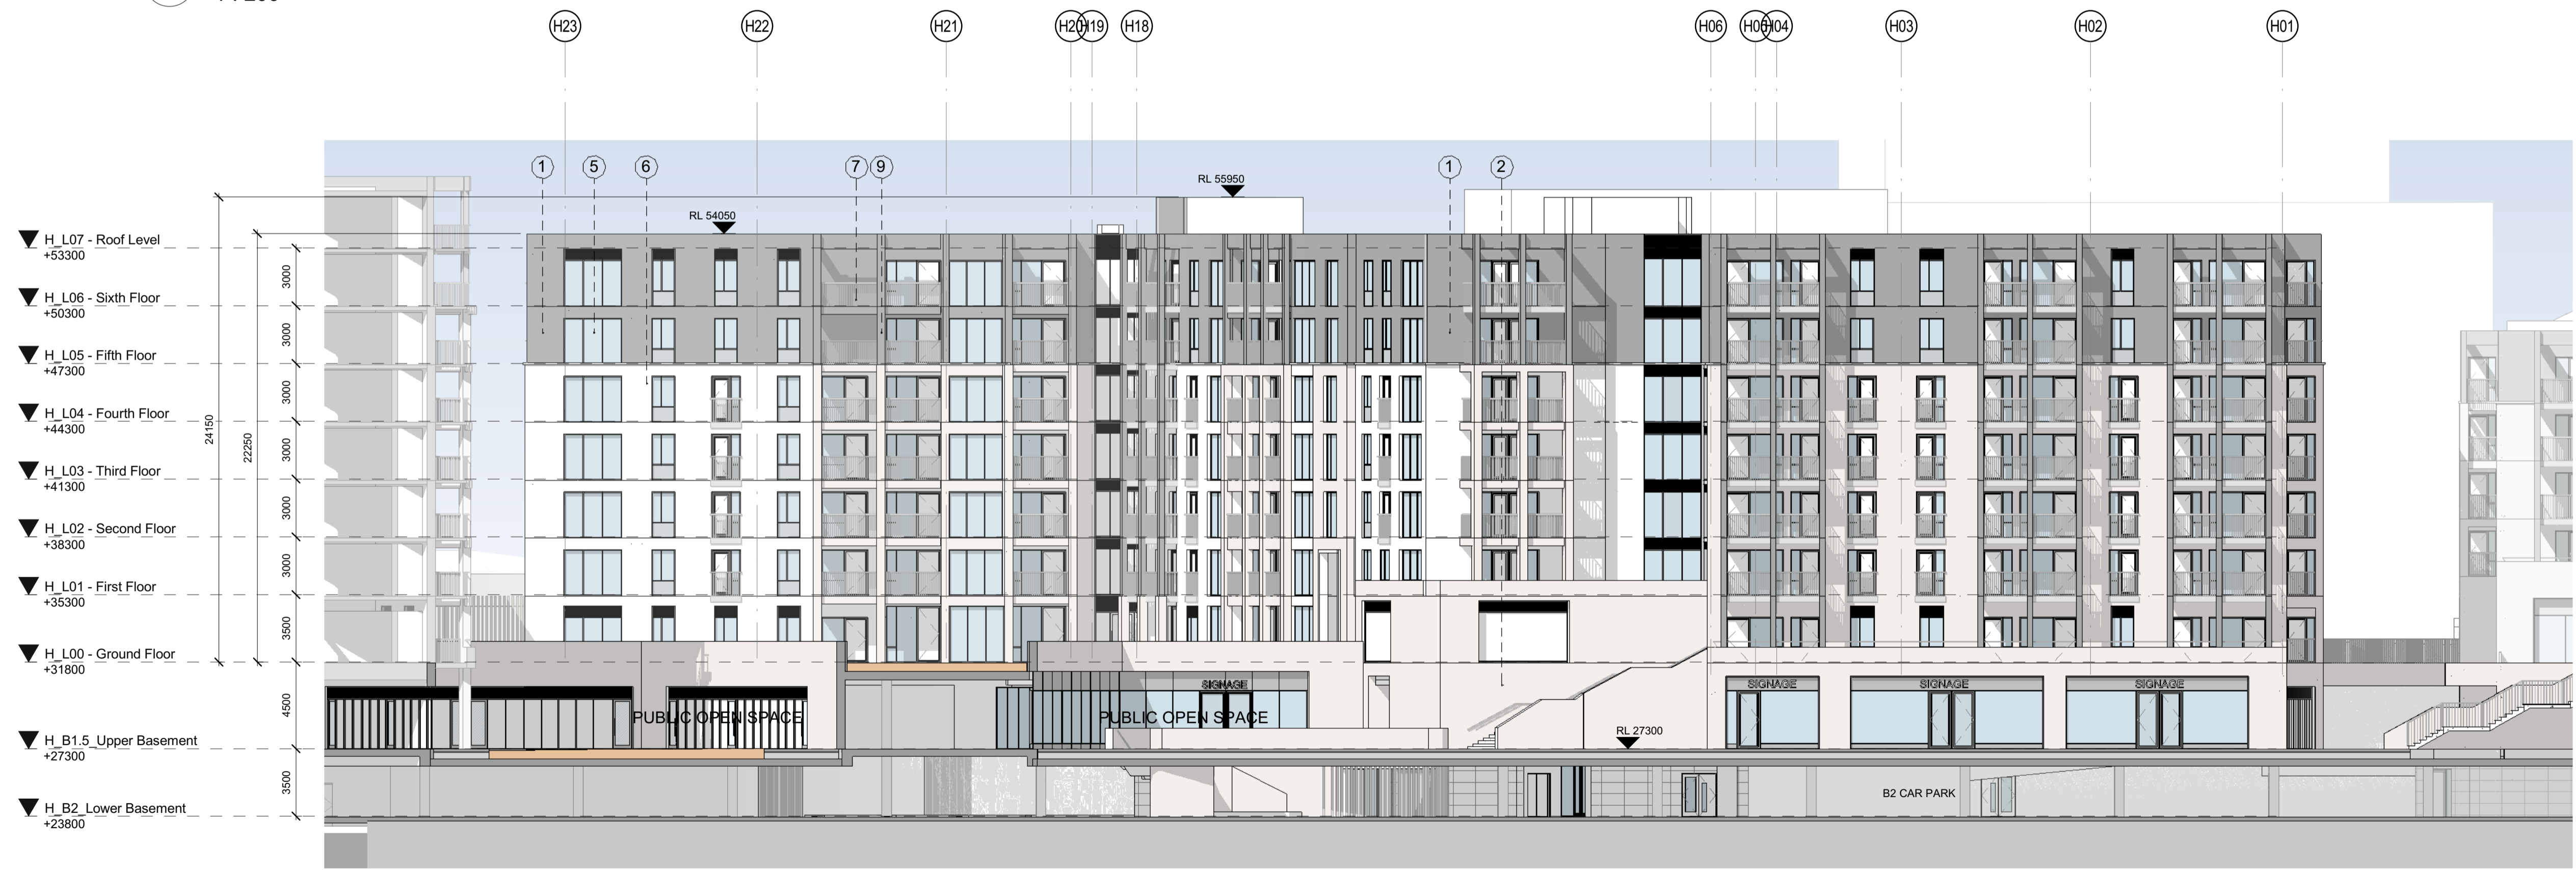 H23
H22
H21
H20
H19
H18
H06
H05
H04
H03
H02
H01
1
5
6
7
9
1
2
RL 55950
RL 54050
H_L07 - Roof Level
+53300
3000
H_L06 - Sixth Floor
+50300
3000
H_L05 - Fifth Floor
+47300
3000
H_L04 - Fourth Floor
+44300
24150
22250
3000
H_L03 - Third Floor
+41300
3000
H_L02 - Second Floor
+38300
3000
H_L01 - First Floor
+35300
3500
H_L00 - Ground Floor
+31800
SIGNAGE
SIGNAGE
SIGNAGE
SIGNAGE
4500
PUBLIC OPEN SPACE
PUBLIC OPEN SPACE
RL 27300
H_B1.5_Upper Basement
+27300
3500
B2 CAR PARK
H_B2_Lower Basement
+23800